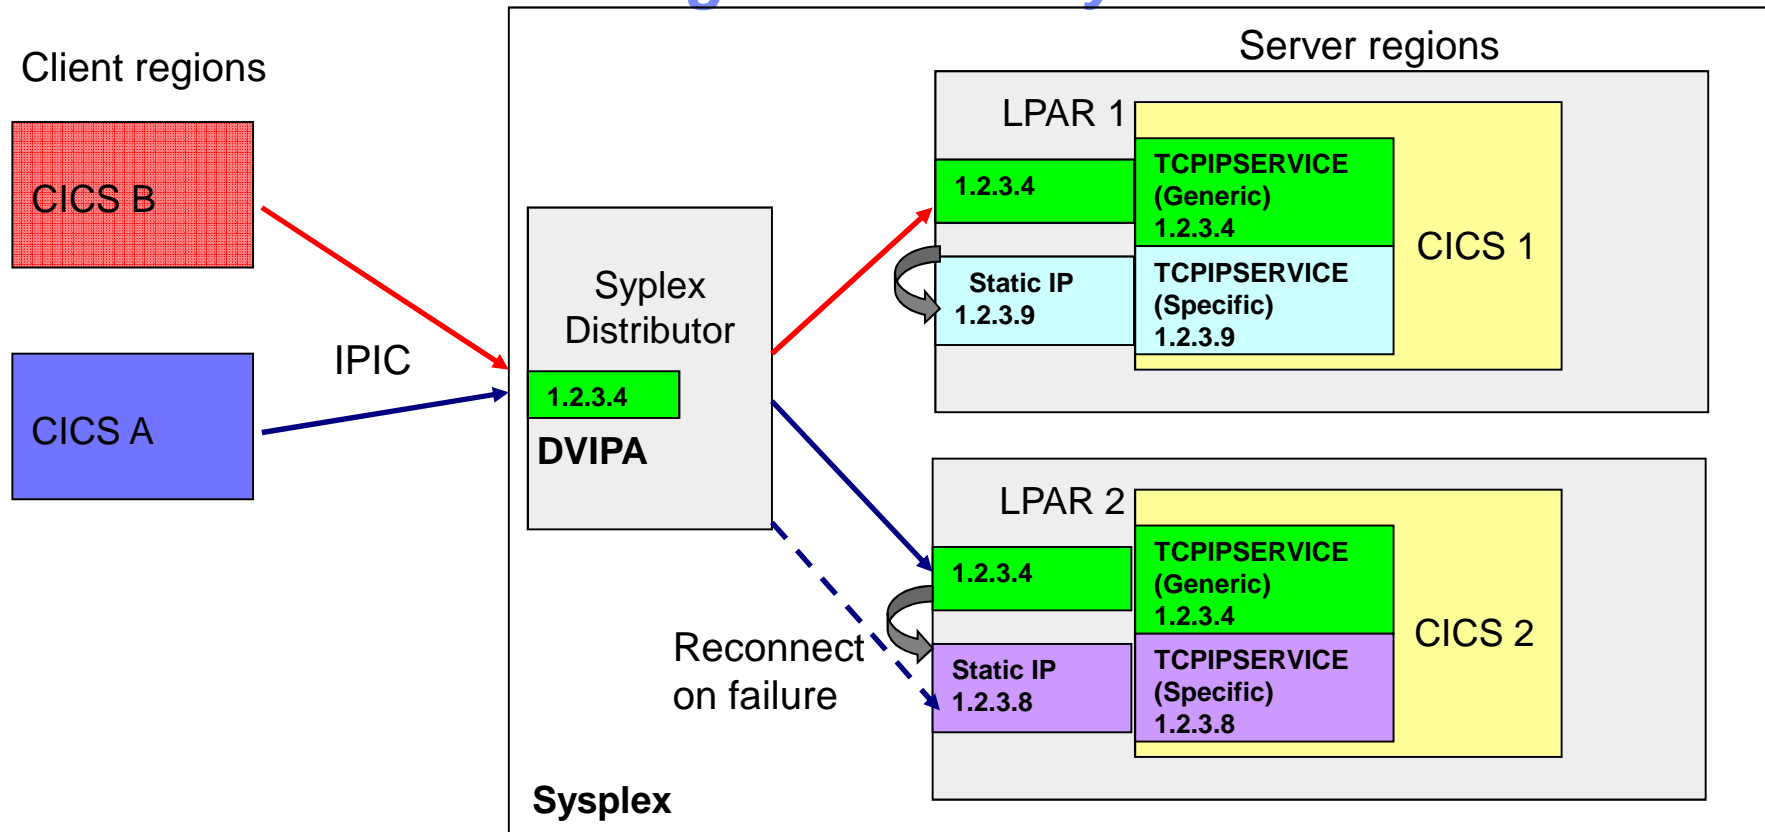 Client regions
Server regions
CICS B
CICS A
IPIC
Syplex
Distributor
1.2.3.4
DVIPA
LPAR 1
1.2.3.4
Static IP
1.2.3.9
TCPIPSERVICE
(Generic)
1.2.3.4
TCPIPSERVICE
(Specific)
1.2.3.9
CICS 1
LPAR 2
1.2.3.4
Static IP
1.2.3.8
TCPIPSERVICE
(Generic)
1.2.3.4
TCPIPSERVICE
(Specific)
1.2.3.8
CICS 2
Reconnect
on failure
Sysplex